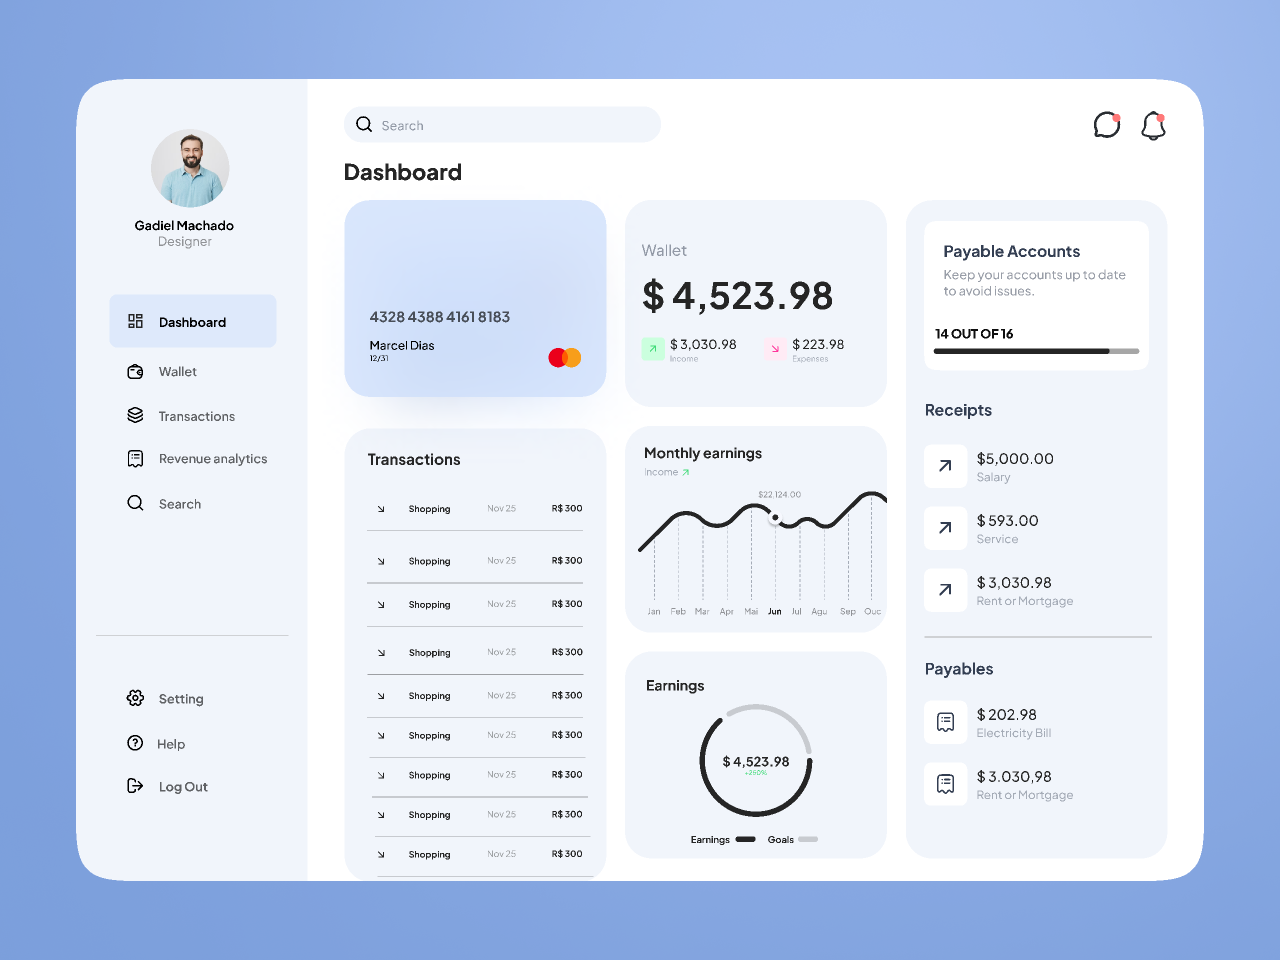 Gadiel Machado
Designer
Dashboard
Wallet
Transactions
Revenue analytics
Search
Setting
Help
Log Out
Search
Dashboard
4328 4388 4161 8183
Marcel Dias
12/31
Transactions
Shopping Nov 25 R$ 300
Shopping Nov 25 R$ 300
Shopping Nov 25 R$ 300
Shopping Nov 25 R$ 300
Shopping Nov 25 R$ 300
Shopping Nov 25 R$ 300
Shopping Nov 25 R$ 300
Shopping Nov 25 R$ 300
Shopping Nov 25 R$ 300
Wallet
$ 4,523.98
$ 3,030.98 $ 223.98
Income Expenses
Monthly earnings
Income
$22,124.00
Jan Feb Mar Apr Mai Jun Jul Agu Sep Ouc
Earnings
$ 4,523.98
+260%
Earnings Goals
Payable Accounts
Keep your accounts up to date
to avoid issues.
14 OUT OF 16
Receipts
$5,000.00
Salary
$ 593.00
Service
$ 3,030.98
Rent or Mortgage
Payables
$ 202.98
Electricity Bill
$ 3.030,98
Rent or Mortgage